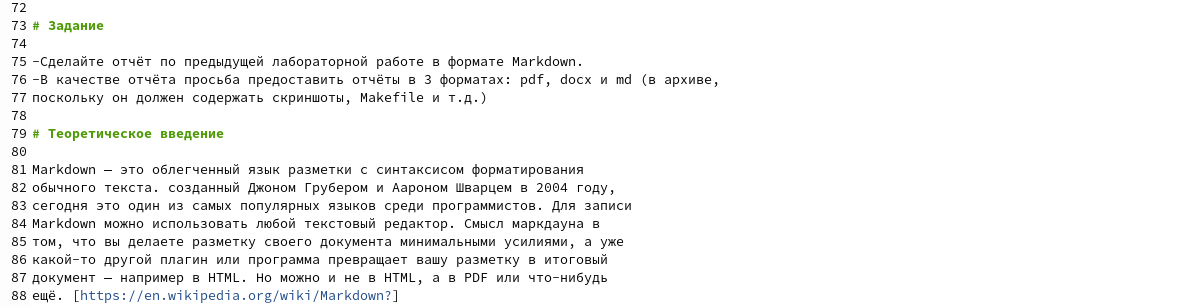 72
73 # Задание
74
75 -Сделайте отчёт по предыдущей лабораторной работе в формате Markdown.
76 -В качестве отчёта просьба предоставить отчёты в 3 форматах: pdf, docx и md (в архиве,
77 поскольку он должен содержать скриншоты, Makefile и т.д.)
78
79 # Теоретическое введение
80
81 Markdown — это облегченный язык разметки с синтаксисом форматирования
82 обычного текста. созданный Джоном Грубером и Аароном Шварцем в 2004 году,
83 сегодня это один из самых популярных языков среди программистов. Для записи
84 Markdown можно использовать любой текстовый редактор. Смысл маркдауна в
85 том, что вы делаете разметку своего документа минимальными усилиями, а уже
86 какой-то другой плагин или программа превращает вашу разметку в итоговый
87 документ — например в HTML. Но можно и не в HTML, а в PDF или что-нибудь
88 ещё. [https://en.wikipedia.org/wiki/Markdown?]